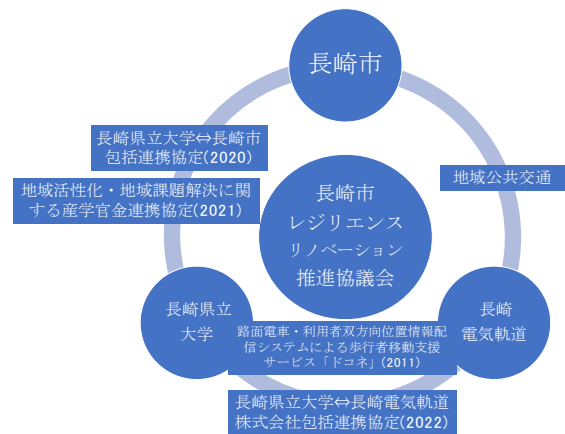 長崎市
長崎県立大学⇔長崎市
包括連携協定(2020)
地域活性化・地域課題解決に関
する産学官金連携協定(2021)
地域公共交通
長崎市
レジリエンス
リノベーション
推進協議会
長崎県立
大学
長崎
電気軌道
路面電車・利用者双方向位置情報配
信システムによる歩行者移動支援
サービス「ドコネ」(2011)
長崎県立大学⇔長崎電気軌道
株式会社包括連携協定(2022)